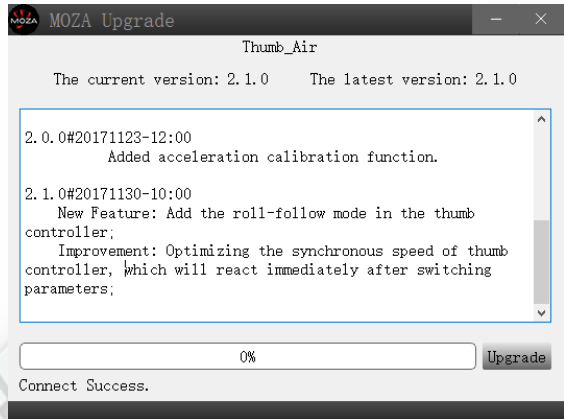 MOZA MOZA Upgrade
Thumb_Air
The current version: 2.1.0 The latest version: 2.1.0
2.0.0#20171123-12:00
Added acceleration calibration function.
2.1.0#20171130-10:00
New Feature: Add the roll-follow mode in the thumb
controller;
Improvement: Optimizing the synchronous speed of thumb
controller, which will react immediately after switching
parameters;
0% Upgrade
Connect Success.